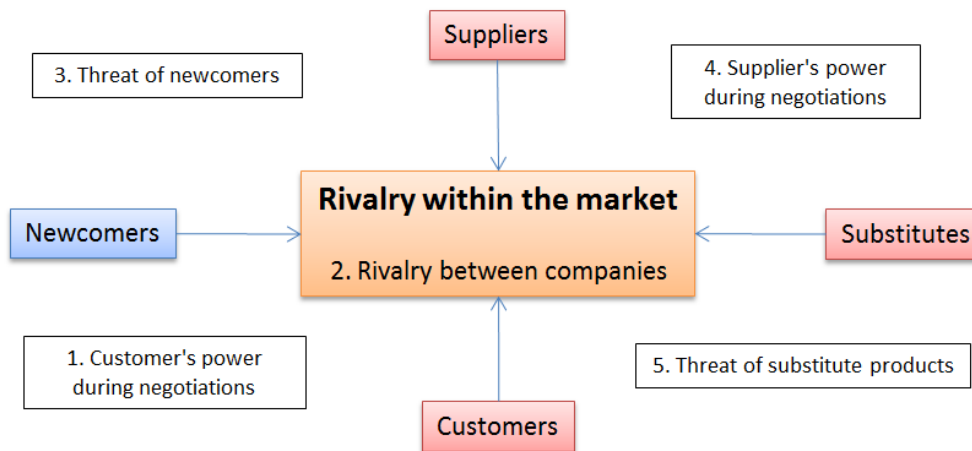 Suppliers
3. Threat of newcomers
4. Supplier's power
during negotiations
Rivalry within the market
Newcomers
Substitutes
2. Rivalry between companies
1. Customer's power
during negotiations
5. Threat of substitute products
Customers